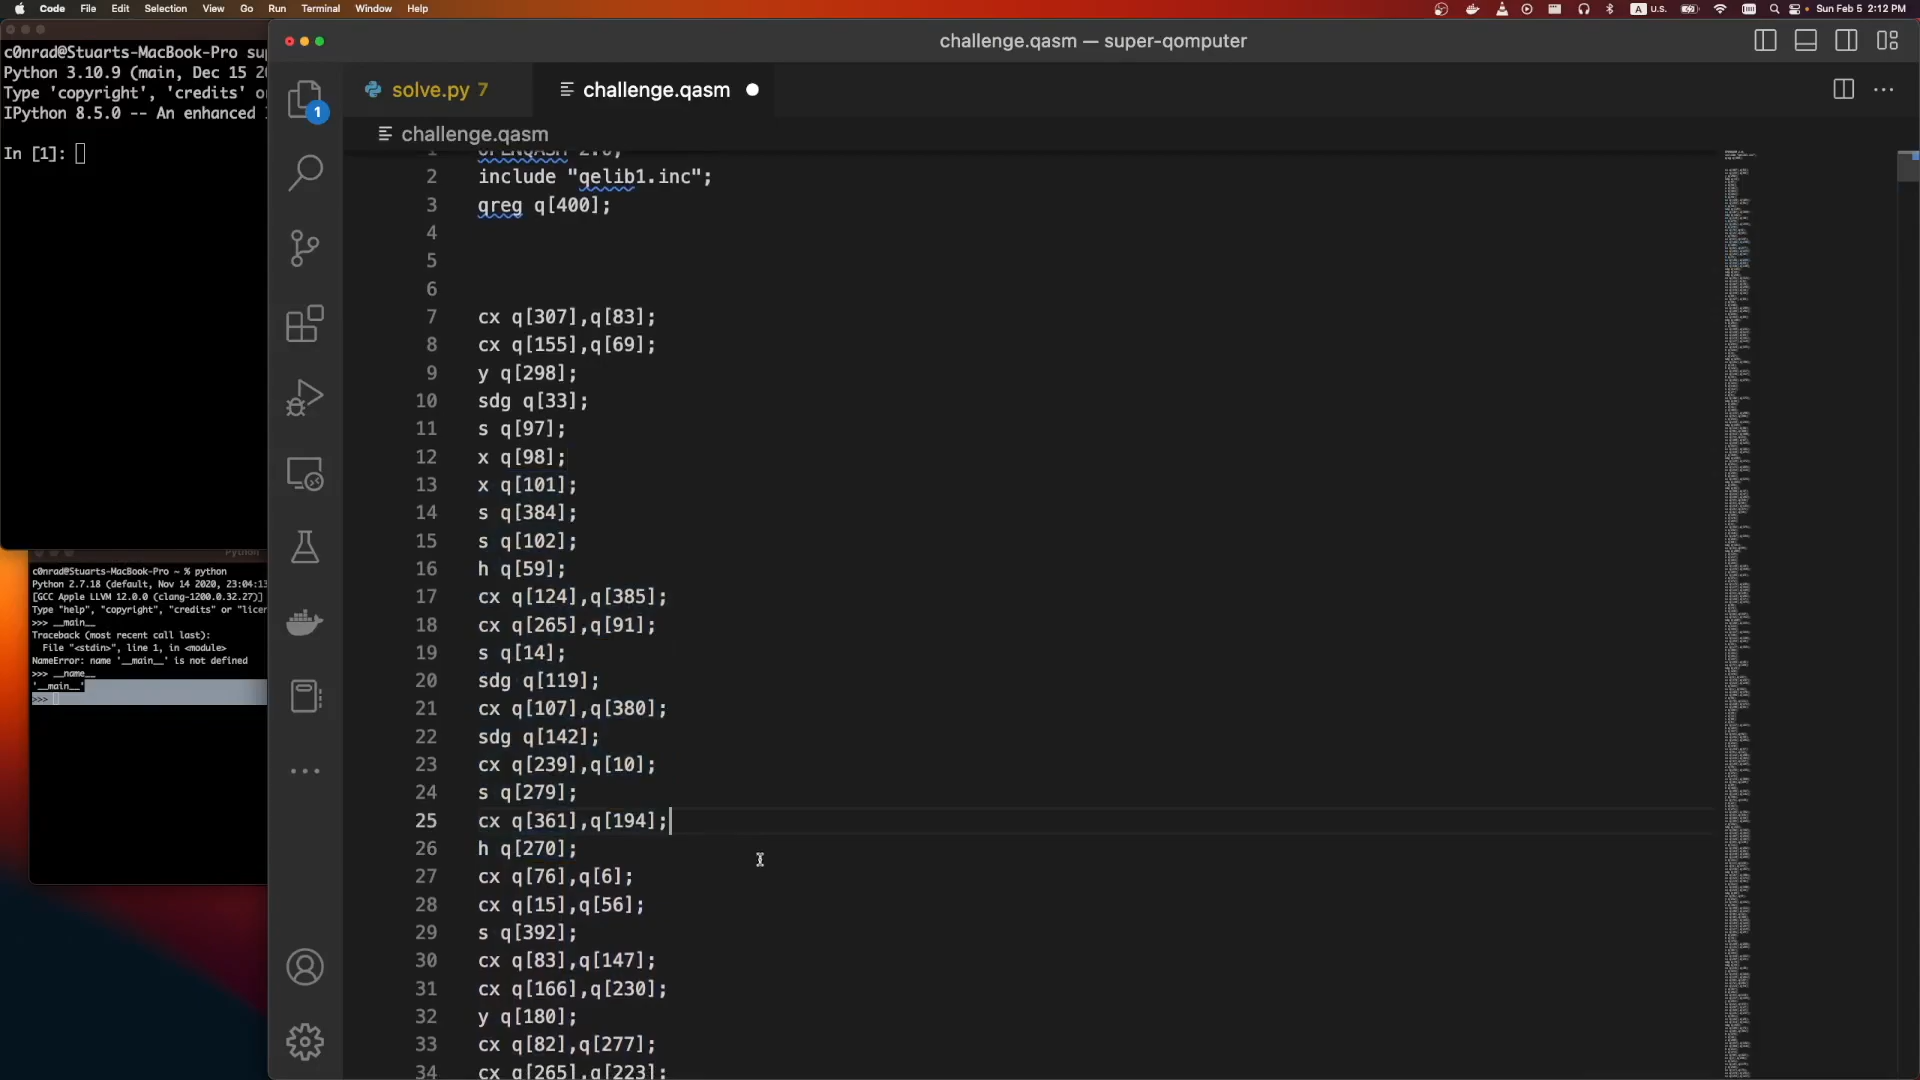 Code File Edit Selection View Go Run Terminal Window Help
U.S. Sun Feb 5 2:12 PM
c0nrad@Stuarts-MacBook-Pro
Python 3.10.9 (main, Dec 15
Type 'copyright', 'credits'
IPython 8.5.0 -- An enhanced
In [1]:
Python
c0nrad@Stuarts-MacBook-Pro ~ % python
Python 2.7.18 (default, Nov 14 2020, 23:04:13
[GCC Apple LLVM 12.0.0 (clang-1200.0.32.27)]
Type "help", "copyright", "credits" or
>>> __main__
Traceback (most recent call last):
File "<stdin>", line 1, in <module>
NameError: name '__main__' is not defined
>>> __name__
'__main__'
>>>
challenge.qasm — super-qomputer
solve.py 7
challenge.qasm
challenge.qasm
1
1 OPENQASM 2.0;
2 include "qelib1.inc";
3 qreg q[400];
4
5
6
7 cx q[307],q[83];
8 cx q[155],q[69];
9 y q[298];
10 sdg q[33];
11 s q[97];
12 x q[98];
13 x q[101];
14 s q[384];
15 s q[102];
16 h q[59];
17 cx q[124],q[385];
18 cx q[265],q[91];
19 s q[14];
20 sdg q[119];
21 cx q[107],q[380];
22 sdg q[142];
23 cx q[239],q[10];
24 s q[279];
25 cx q[361],q[194];
26 h q[270];
27 cx q[76],q[6];
28 cx q[15],q[56];
29 s q[392];
30 cx q[83],q[147];
31 cx q[166],q[230];
32 y q[180];
33 cx q[82],q[277];
34 cx q[265],q[223];